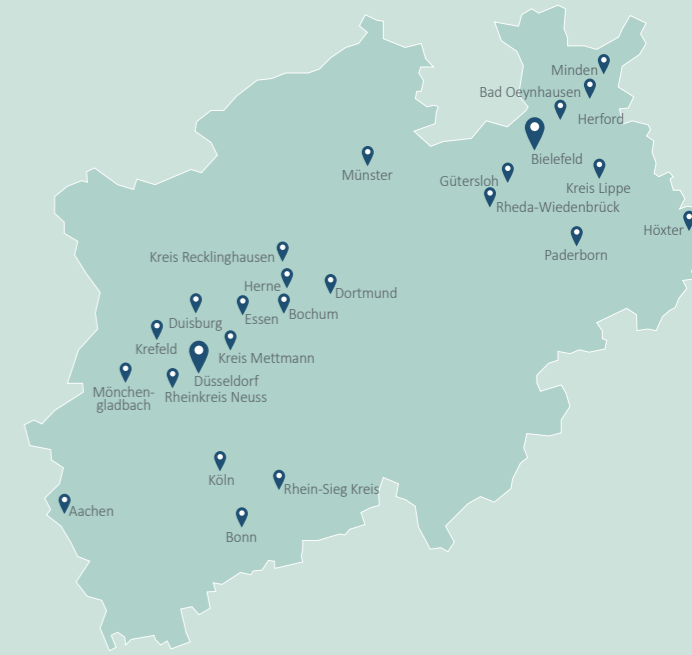 Minden
Bad Oeynhausen
Herford
Bielefeld
Münster
Gütersloh
Kreis Lippe
Rheda-Wiedenbrück
Höxter
Paderborn
Kreis Recklinghausen
Herne
Dortmund
Duisburg
Essen
Bochum
Krefeld
Kreis Mettmann
Düsseldorf
Mönchen-
gladbach
Rheinkreis Neuss
Köln
Rhein-Sieg Kreis
Aachen
Bonn